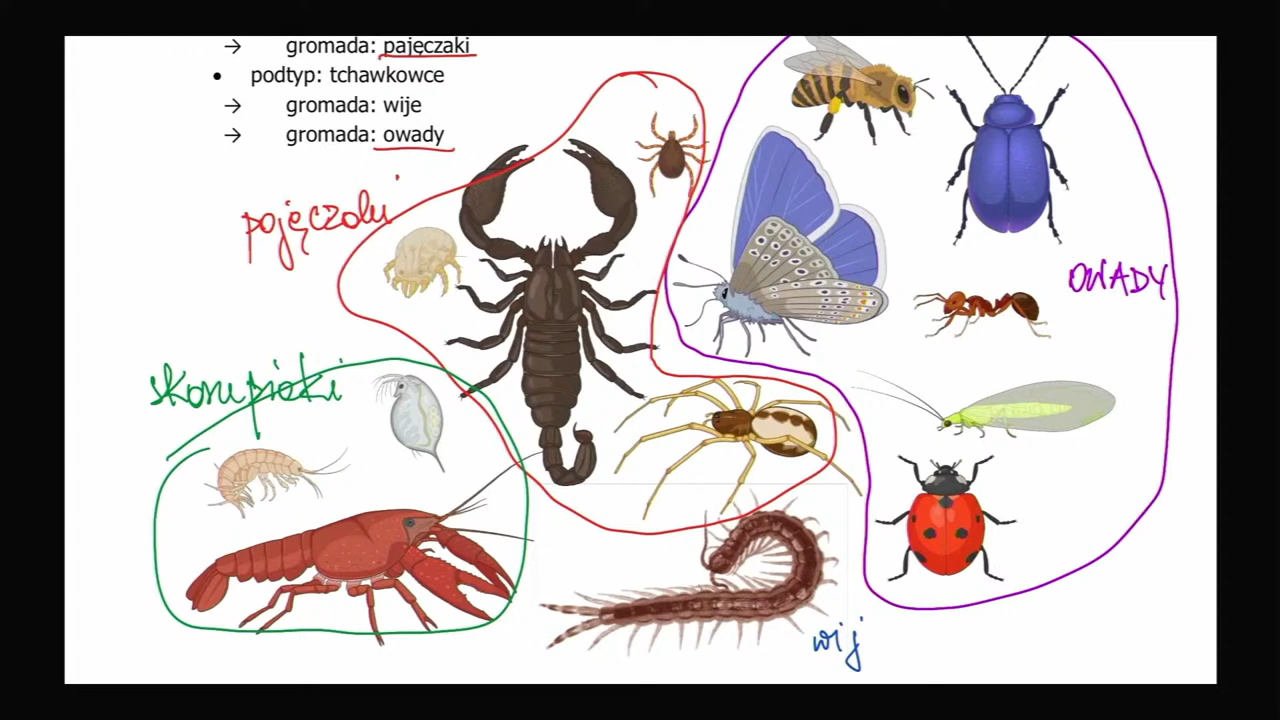 → gromada: pajęczaki
• podtyp: tchawkowce
→ gromada: wije
→ gromada: owady
pajęczaki
OWADY
skorupiaki
wij